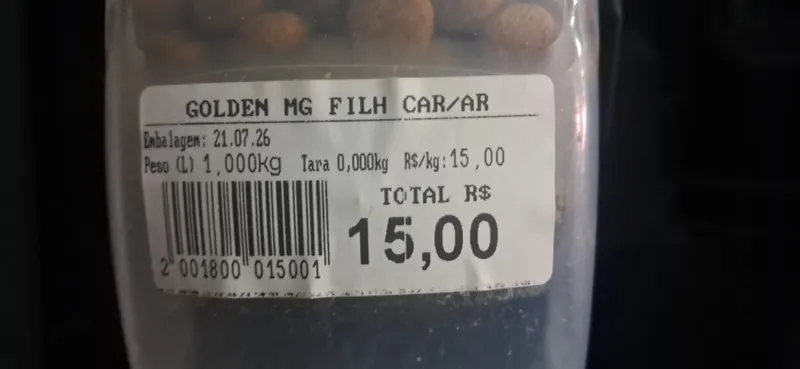 GOLDEN MG FILH CAR/AR
Embalagem: 21.07.26
Peso (L) 1,000kg Tara 0,000kg R$/kg: 15,00
TOTAL R$
15,00
2 001800 015001